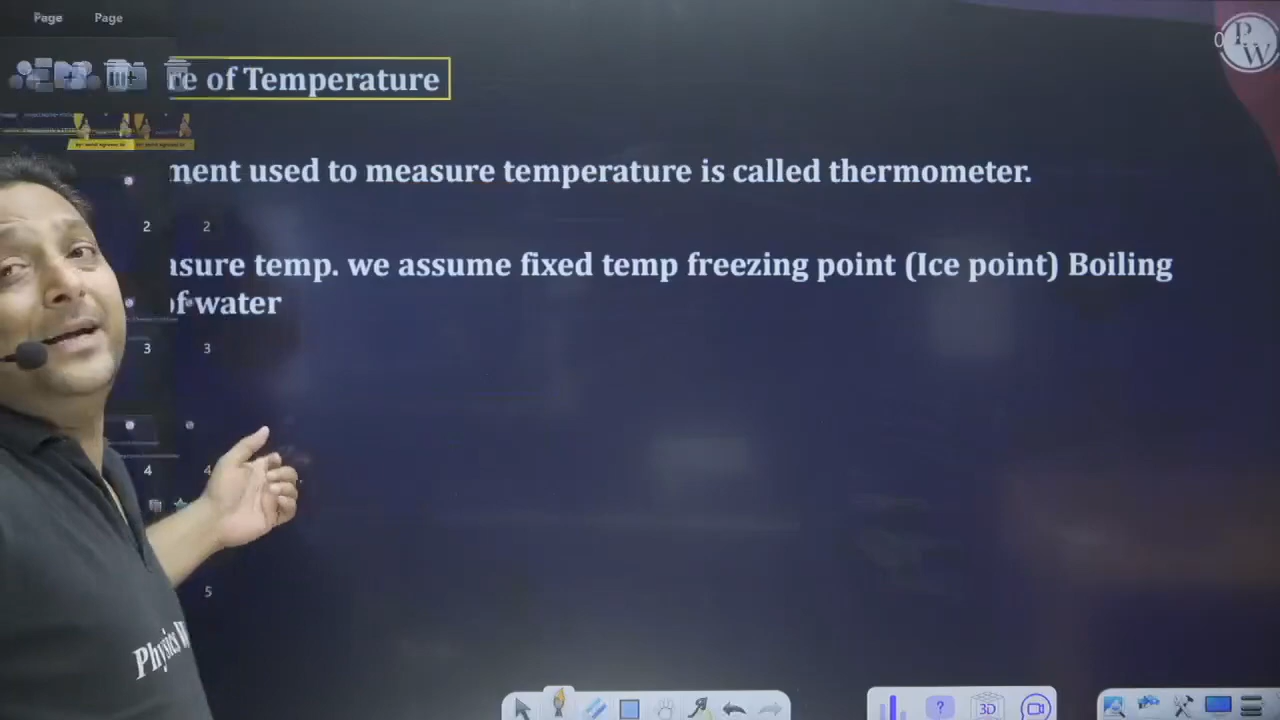 Page Page
re of Temperature
ment used to measure temperature is called thermometer.
asure temp. we assume fixed temp freezing point (Ice point) Boiling
of water
2 2
3 3
4 4
5
Physics W
PW
3D
?